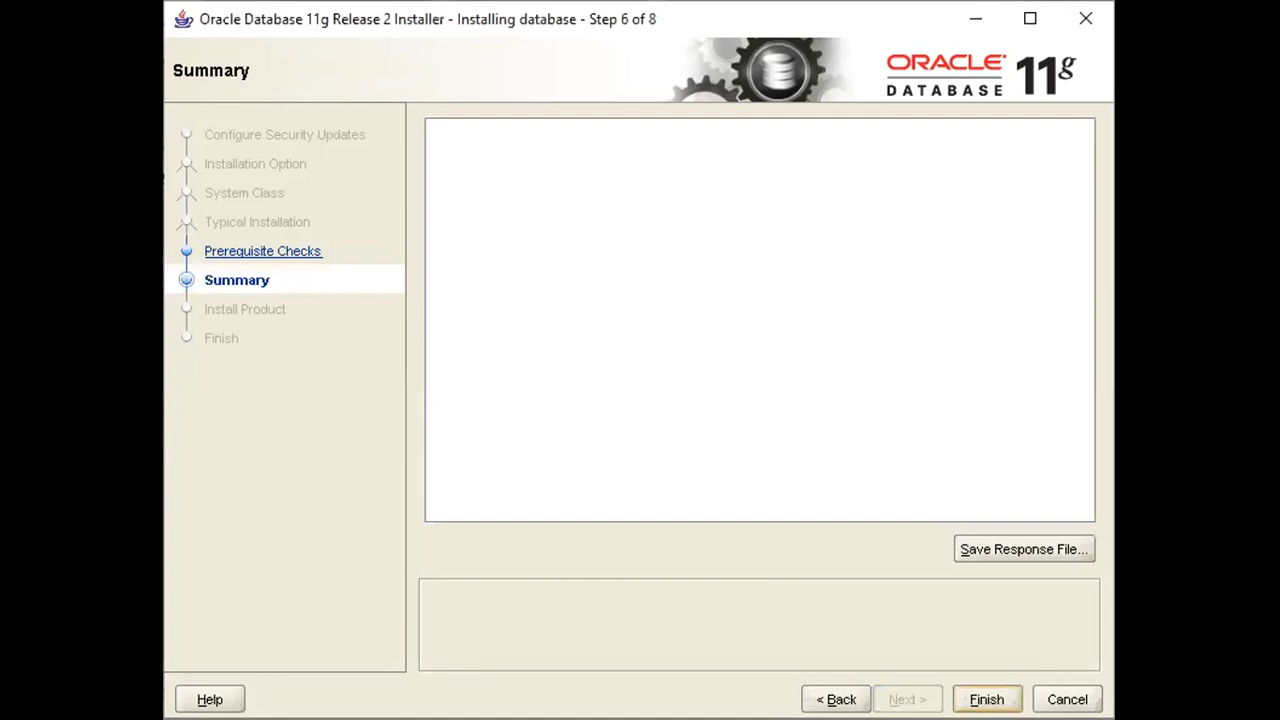 Oracle Database 11g Release 2 Installer - Installing database - Step 6 of 8
Summary
ORACLE
DATABASE
11g
Configure Security Updates
Installation Option
System Class
Typical Installation
Prerequisite Checks
Summary
Install Product
Finish
Save Response File...
Help
< Back
Next >
Finish
Cancel